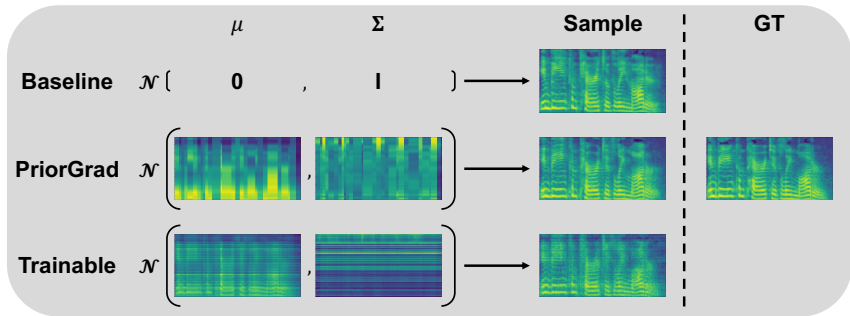 μ Σ Sample GT
Baseline 𝒩 ( 0 , I )
PriorGrad 𝒩 ( , )
Trainable 𝒩 ( , )